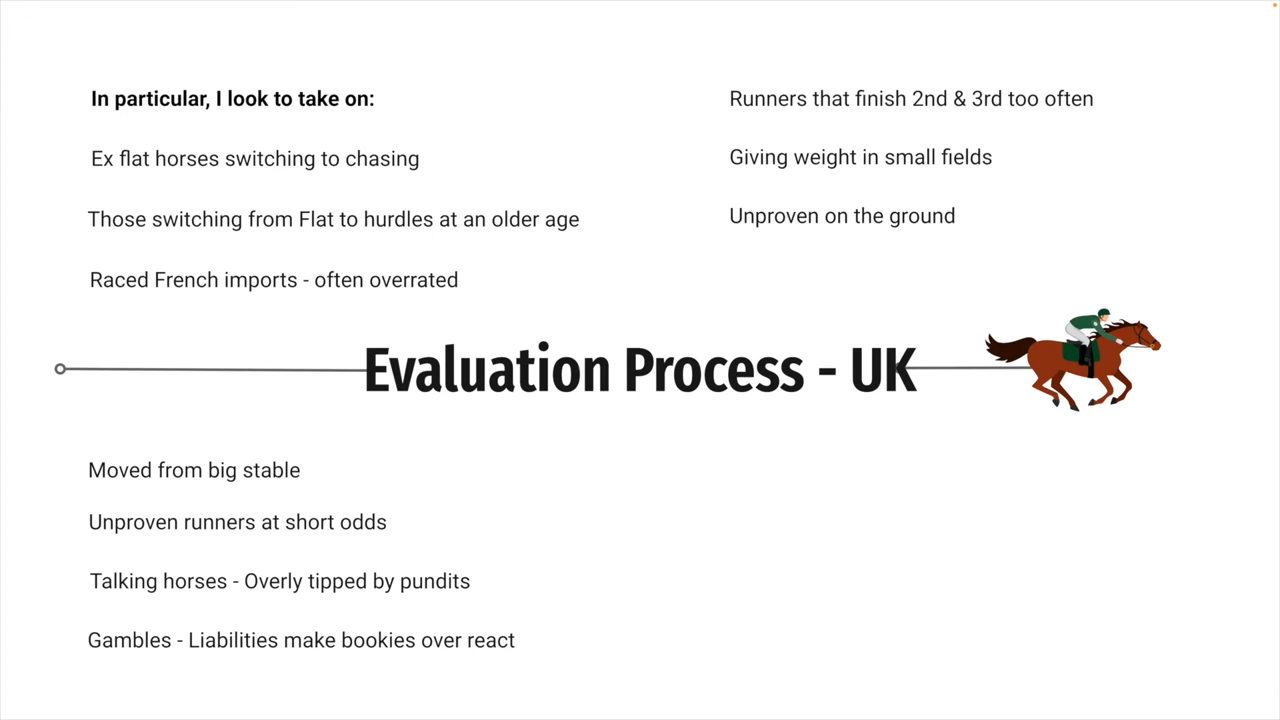 In particular, I look to take on:
Ex flat horses switching to chasing
Those switching from Flat to hurdles at an older age
Raced French imports - often overrated
Runners that finish 2nd & 3rd too often
Giving weight in small fields
Unproven on the ground
Evaluation Process - UK
Moved from big stable
Unproven runners at short odds
Talking horses - Overly tipped by pundits
Gambles - Liabilities make bookies over react